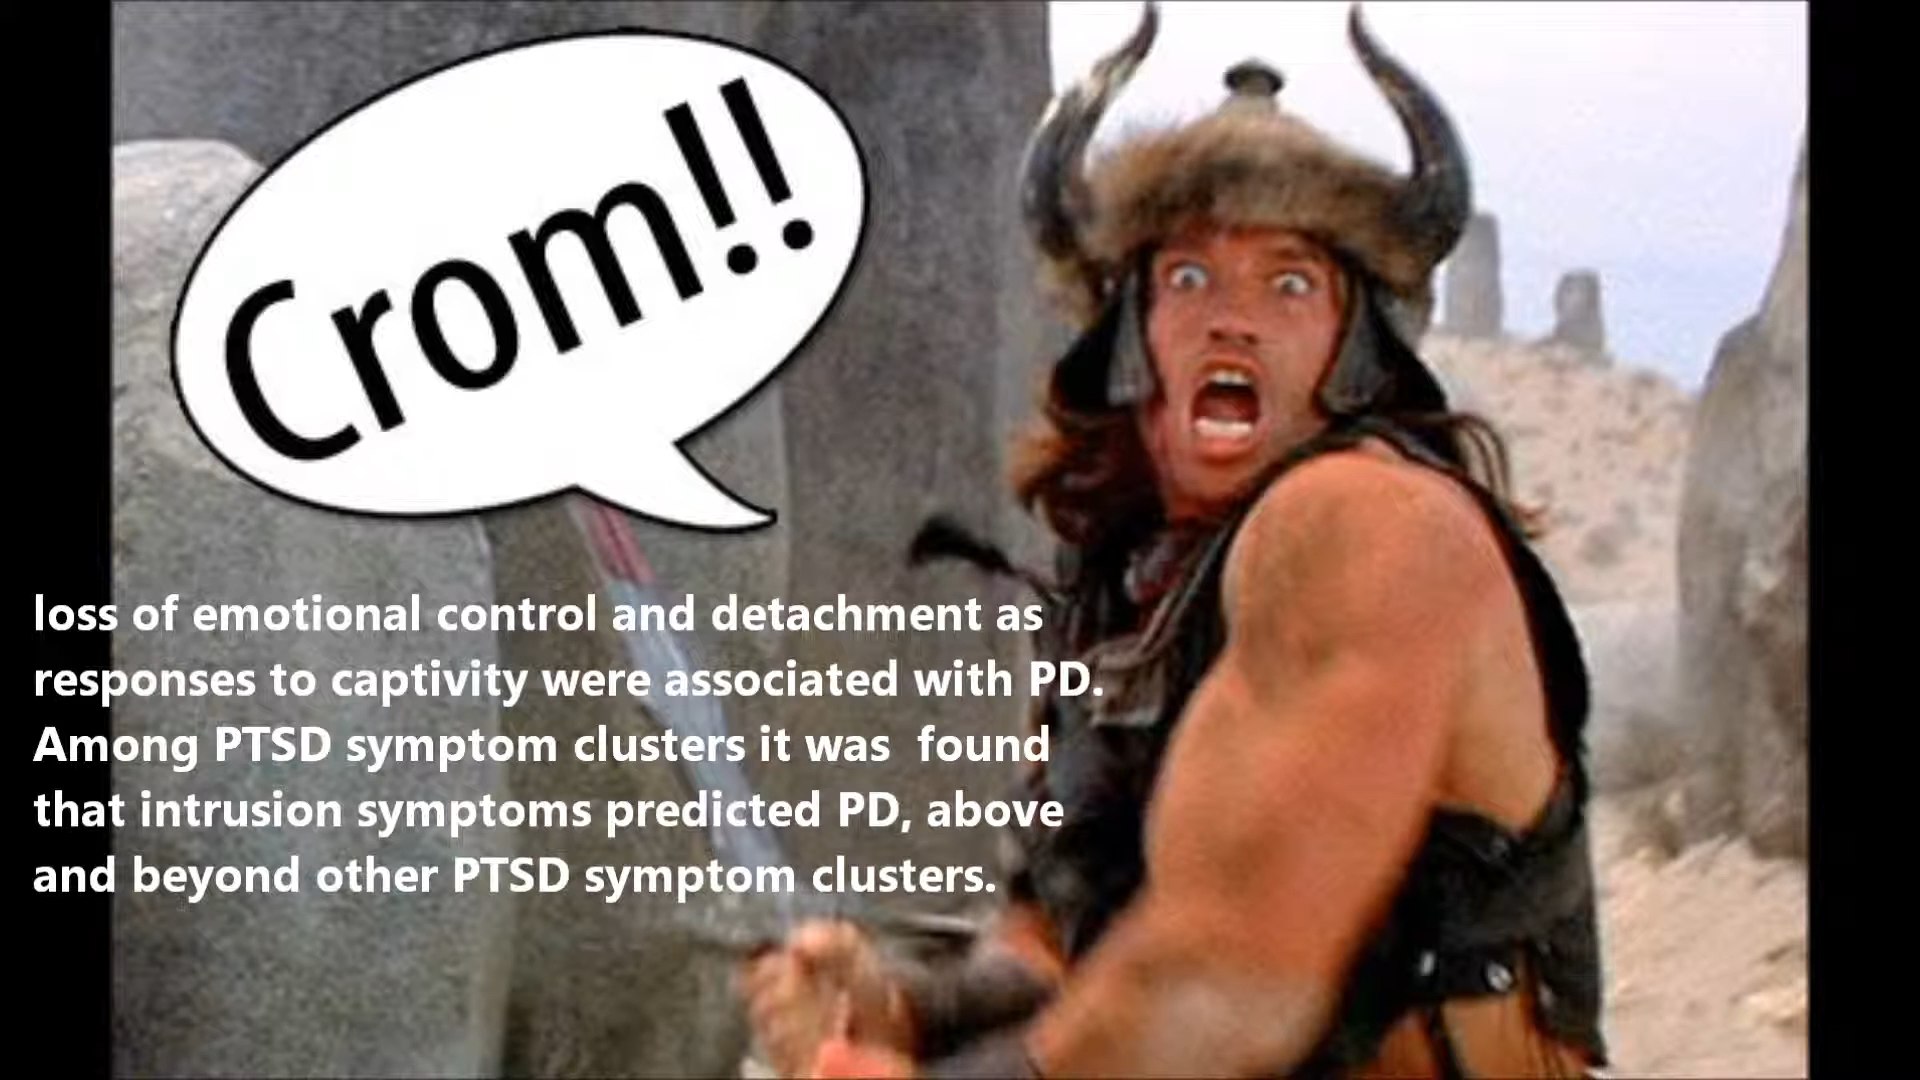 Crom!!
loss of emotional control and detachment as
responses to captivity were associated with PD.
Among PTSD symptom clusters it was  found
that intrusion symptoms predicted PD, above
and beyond other PTSD symptom clusters.